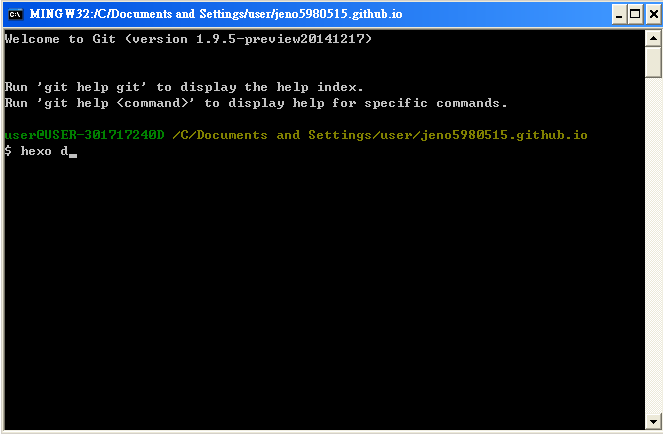 MINGW32:/C/Documents and Settings/user/jeno5980515.github.io
Welcome to Git (version 1.9.5-preview20141217)
Run 'git help git' to display the help index.
Run 'git help <command>' to display help for specific commands.
user@USER-301717240D /C/Documents and Settings/user/jeno5980515.github.io
$ hexo d